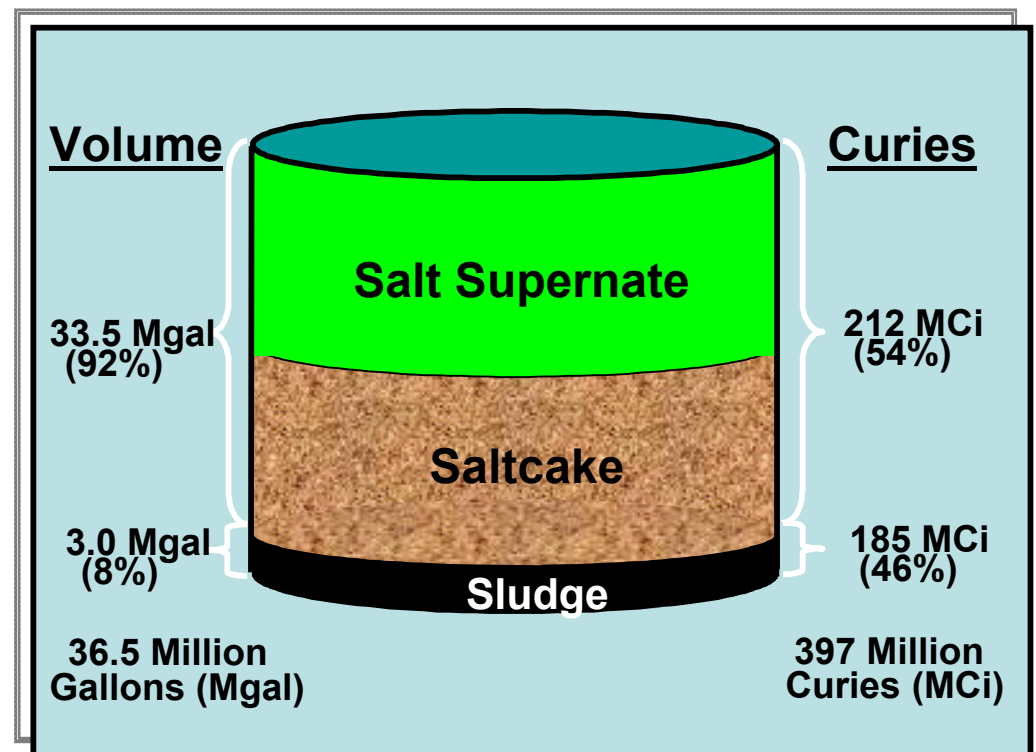 Volume
Curies
Salt Supernate
33.5 Mgal
(92%)
212 MCi
(54%)
Saltcake
3.0 Mgal
(8%)
185 MCi
(46%)
Sludge
36.5 Million
Gallons (Mgal)
397 Million
Curies (MCi)